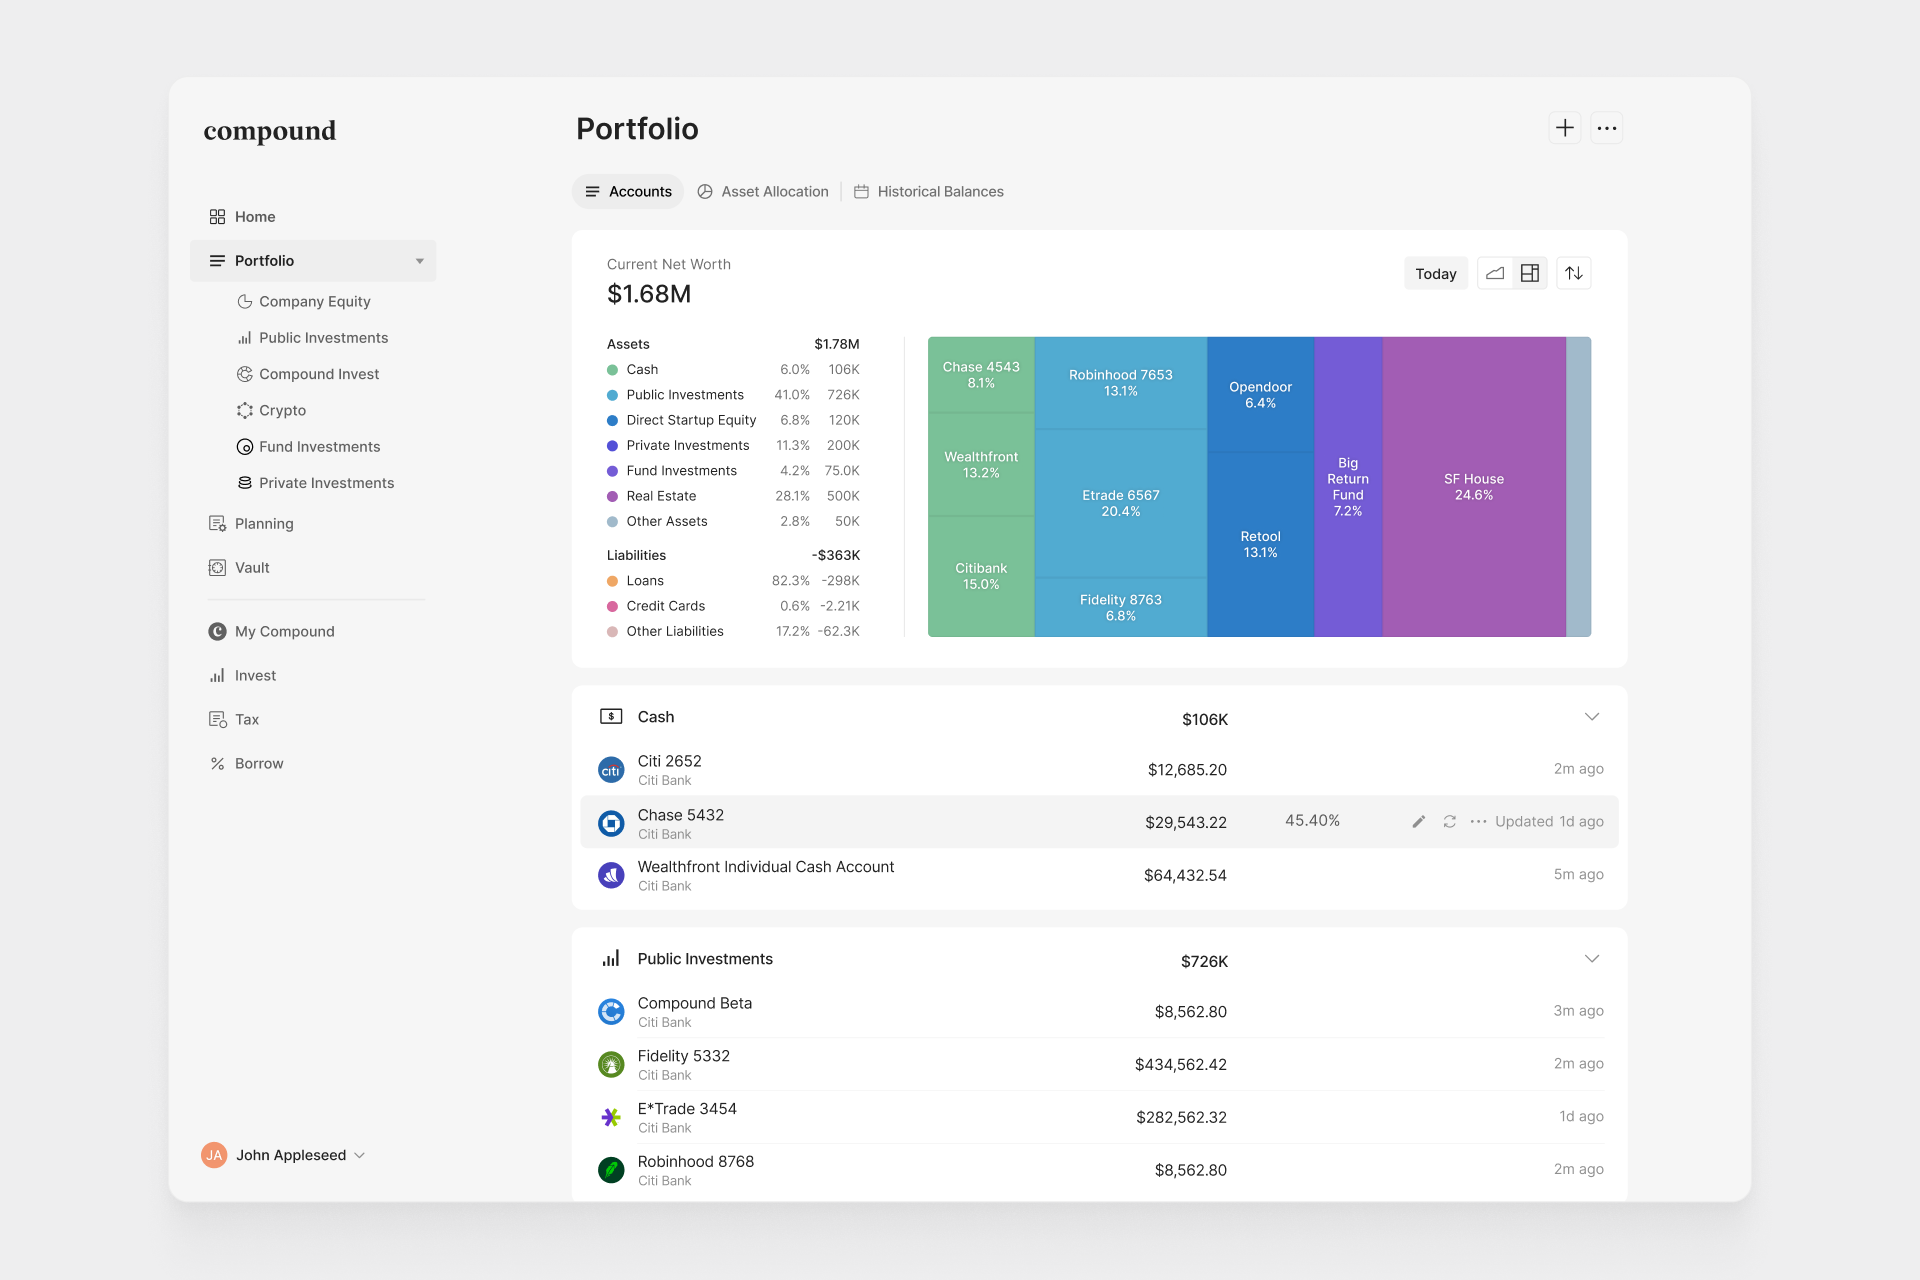 compound
Home
Portfolio
Company Equity
Public Investments
Compound Invest
Crypto
Fund Investments
Private Investments
Planning
Vault
My Compound
Invest
Tax
Borrow
JA John Appleseed
Portfolio
Accounts Asset Allocation Historical Balances
Current Net Worth
$1.68M
Today
Assets $1.78M
Cash 6.0% 106K
Public Investments 41.0% 726K
Direct Startup Equity 6.8% 120K
Private Investments 11.3% 200K
Fund Investments 4.2% 75.0K
Real Estate 28.1% 500K
Other Assets 2.8% 50K
Liabilities -$363K
Loans 82.3% -298K
Credit Cards 0.6% -2.21K
Other Liabilities 17.2% -62.3K
Chase 4543
8.1%
Wealthfront
13.2%
Citibank
15.0%
Robinhood 7653
13.1%
Etrade 6567
20.4%
Fidelity 8763
6.8%
Opendoor
6.4%
Retool
13.1%
Big
Return
Fund
7.2%
SF House
24.6%
$ Cash $106K
citi Citi 2652 $12,685.20 2m ago
Citi Bank
Chase 5432 $29,543.22 45.40% Updated 1d ago
Citi Bank
Wealthfront Individual Cash Account $64,432.54 5m ago
Citi Bank
Public Investments $726K
Compound Beta $8,562.80 3m ago
Citi Bank
Fidelity 5332 $434,562.42 2m ago
Citi Bank
E*Trade 3454 $282,562.32 1d ago
Citi Bank
Robinhood 8768 $8,562.80 2m ago
Citi Bank